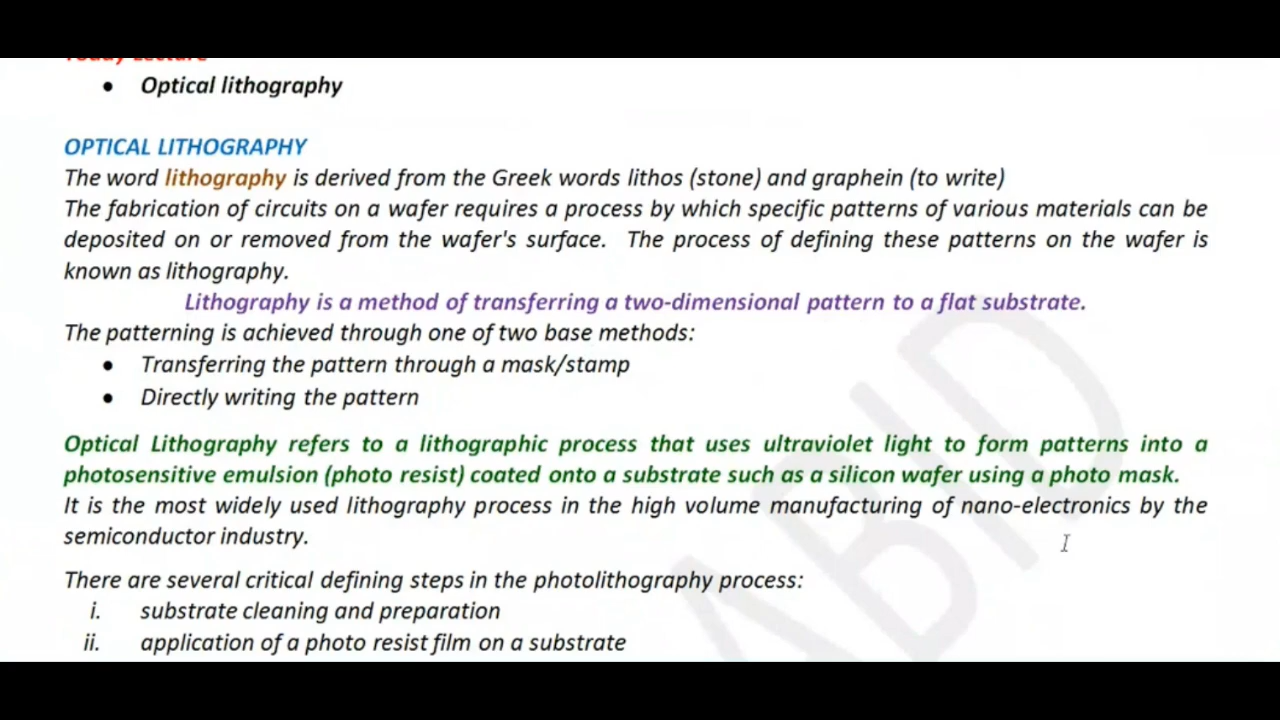 Today Lecture
• Optical lithography
OPTICAL LITHOGRAPHY
The word lithography is derived from the Greek words lithos (stone) and graphein (to write)
The fabrication of circuits on a wafer requires a process by which specific patterns of various materials can be
deposited on or removed from the wafer's surface. The process of defining these patterns on the wafer is
known as lithography.
Lithography is a method of transferring a two-dimensional pattern to a flat substrate.
The patterning is achieved through one of two base methods:
• Transferring the pattern through a mask/stamp
• Directly writing the pattern
Optical Lithography refers to a lithographic process that uses ultraviolet light to form patterns into a
photosensitive emulsion (photo resist) coated onto a substrate such as a silicon wafer using a photo mask.
It is the most widely used lithography process in the high volume manufacturing of nano-electronics by the
semiconductor industry.
There are several critical defining steps in the photolithography process:
i. substrate cleaning and preparation
ii. application of a photo resist film on a substrate
ABID